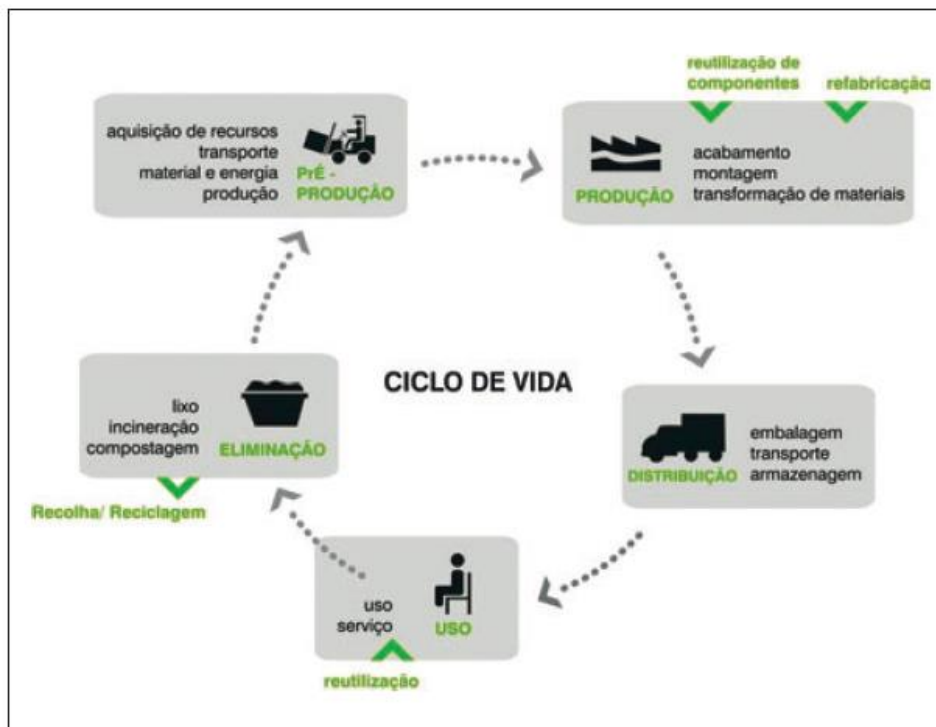 reutilização de
componentes
refabricação
aquisição de recursos
transporte
material e energia
produção
PrÉ -
PRODUÇÃO
PRODUÇÃO
acabamento
montagem
transformação de materiais
CICLO DE VIDA
lixo
incineração
compostagem
ELIMINAÇÃO
Recolha/ Reciclagem
DISTRIBUIÇÃO
embalagem
transporte
armazenagem
uso
serviço
USO
reutilização